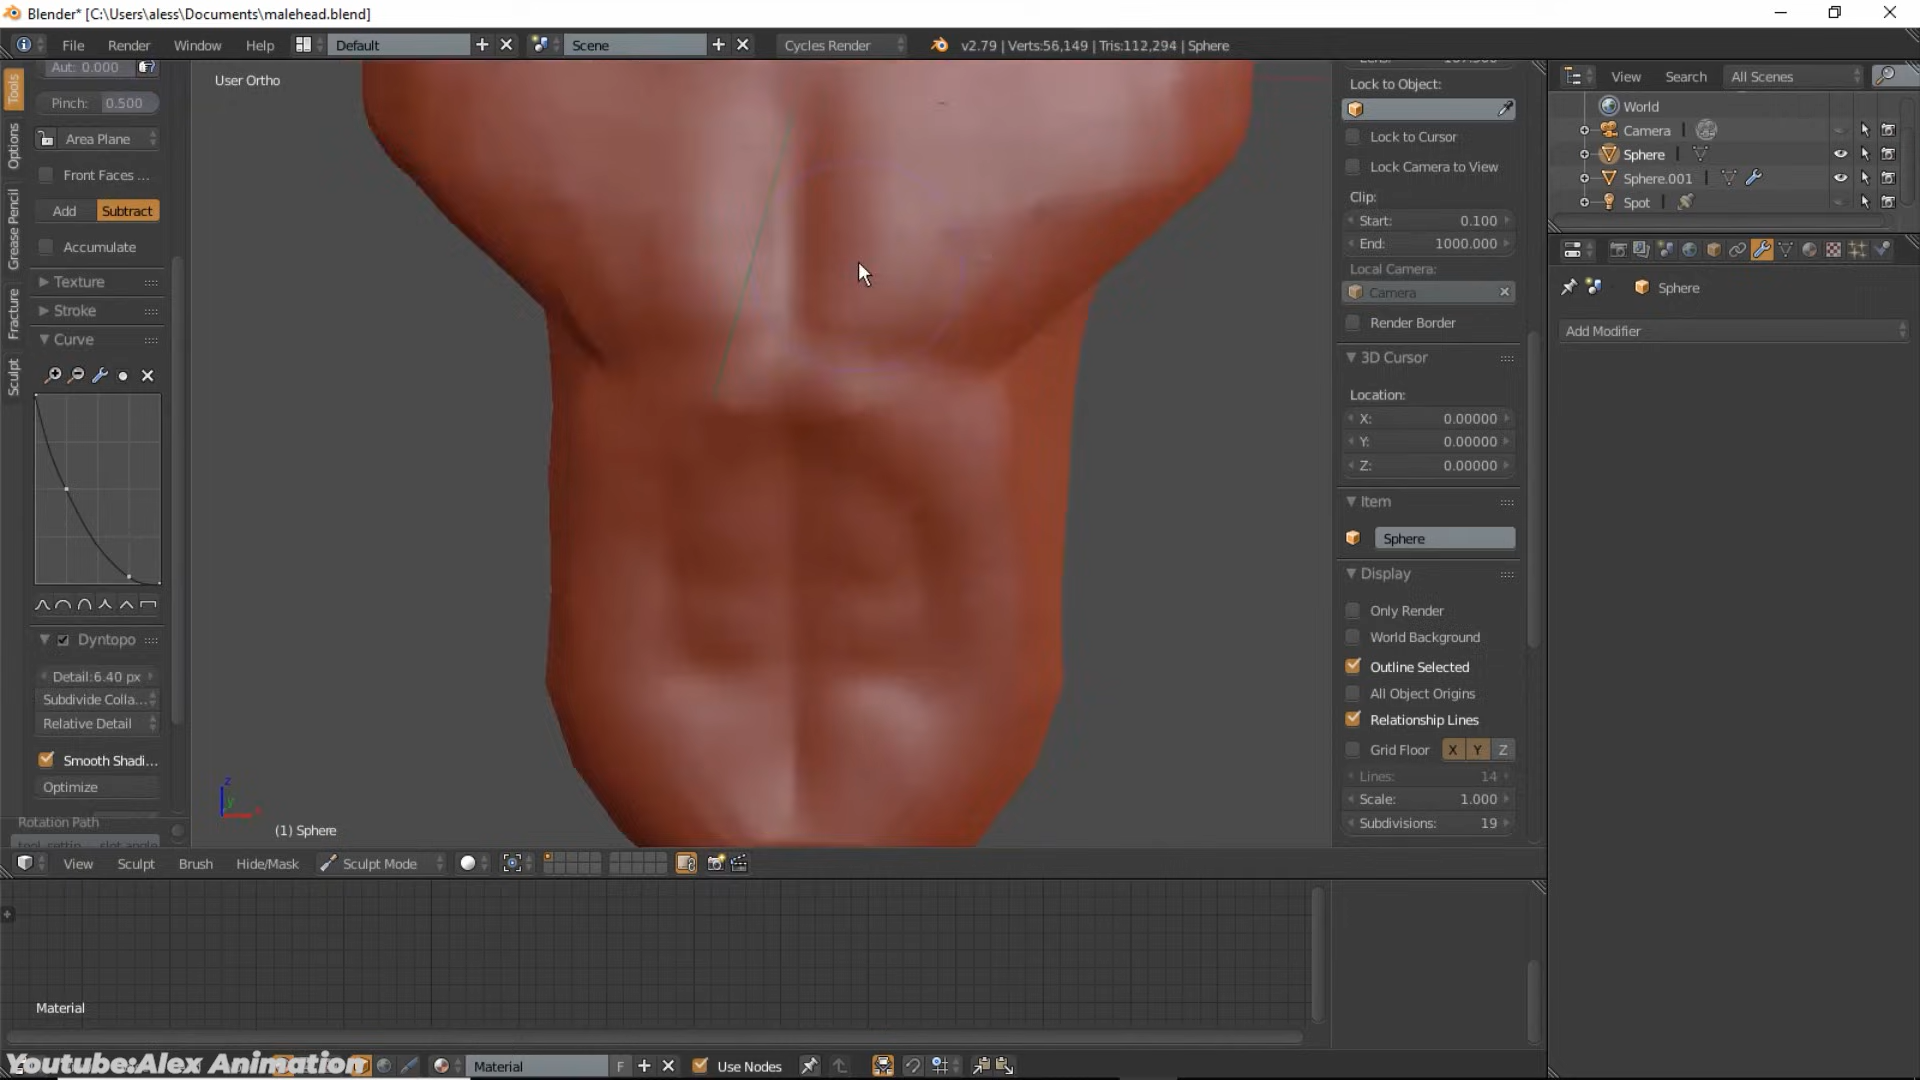 Blender* [C:\Users\aless\Documents\malehead.blend]
File Render Window Help Default Scene Cycles Render v2.79 | Verts:56,149 | Tris:112,294 | Sphere
Aut: 0.000
Pinch: 0.500
Area Plane
Front Faces ...
Add Subtract
Accumulate
Texture
Stroke
Curve
Dyntopo
Detail:6.40 px
Subdivide Colla...
Relative Detail
Smooth Shadi...
Optimize
Rotation Path
Tools
Options
Grease Pencil
Fracture
Sculpt
User Ortho
(1) Sphere
View Sculpt Brush Hide/Mask Sculpt Mode
Lock to Object:
Lock to Cursor
Lock Camera to View
Clip:
Start: 0.100
End: 1000.000
Local Camera:
Camera
Render Border
3D Cursor
Location:
X: 0.00000
Y: 0.00000
Z: 0.00000
Item
Sphere
Display
Only Render
World Background
Outline Selected
All Object Origins
Relationship Lines
Grid Floor X Y Z
Lines: 14
Scale: 1.000
Subdivisions: 19
View Search All Scenes
World
Camera
Sphere
Sphere.001
Spot
Sphere
Add Modifier
Material
Youtube:Alex Animation
Material F Use Nodes